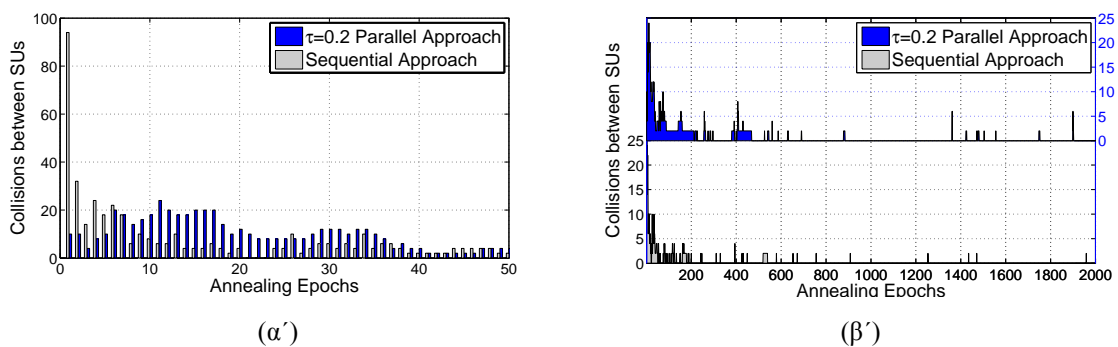 100
80
60
40
20
0
Collisions between SUs
τ=0.2 Parallel Approach
Sequential Approach
0 10 20 30 40 50
Annealing Epochs
(α΄)
Collisions between SUs
25
20
15
10
5
0
τ=0.2 Parallel Approach
Sequential Approach
25
20
15
10
5
0
200 400 600 800 1000 1200 1400 1600 1800 2000
Annealing Epochs
(β΄)